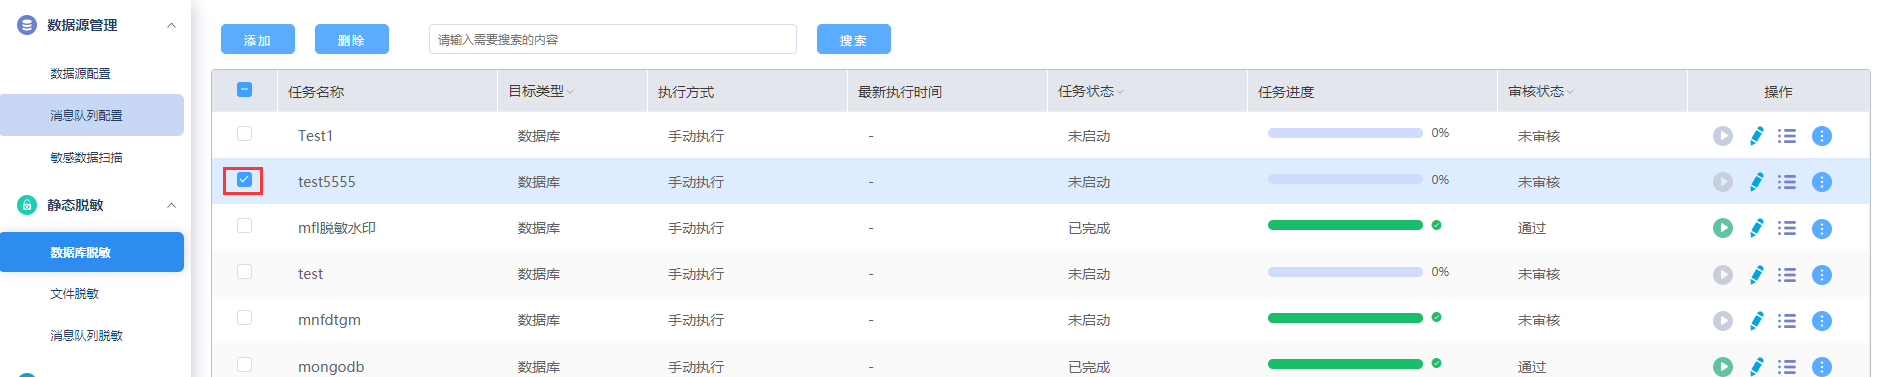 数据源管理
数据源配置
消息队列配置
敏感数据扫描
静态脱敏
数据库脱敏
文件脱敏
消息队列脱敏
添加 删除 请输入需要搜索的内容 搜索
任务名称 目标类型 执行方式 最新执行时间 任务状态 任务进度 审核状态 操作
Test1 数据库 手动执行 - 未启动 0% 未审核
test5555 数据库 手动执行 - 未启动 0% 未审核
mfl脱敏水印 数据库 手动执行 - 已完成 通过
test 数据库 手动执行 - 未启动 0% 未审核
mnfdtgm 数据库 手动执行 - 未启动 未审核
mongodb 数据库 手动执行 - 已完成 通过